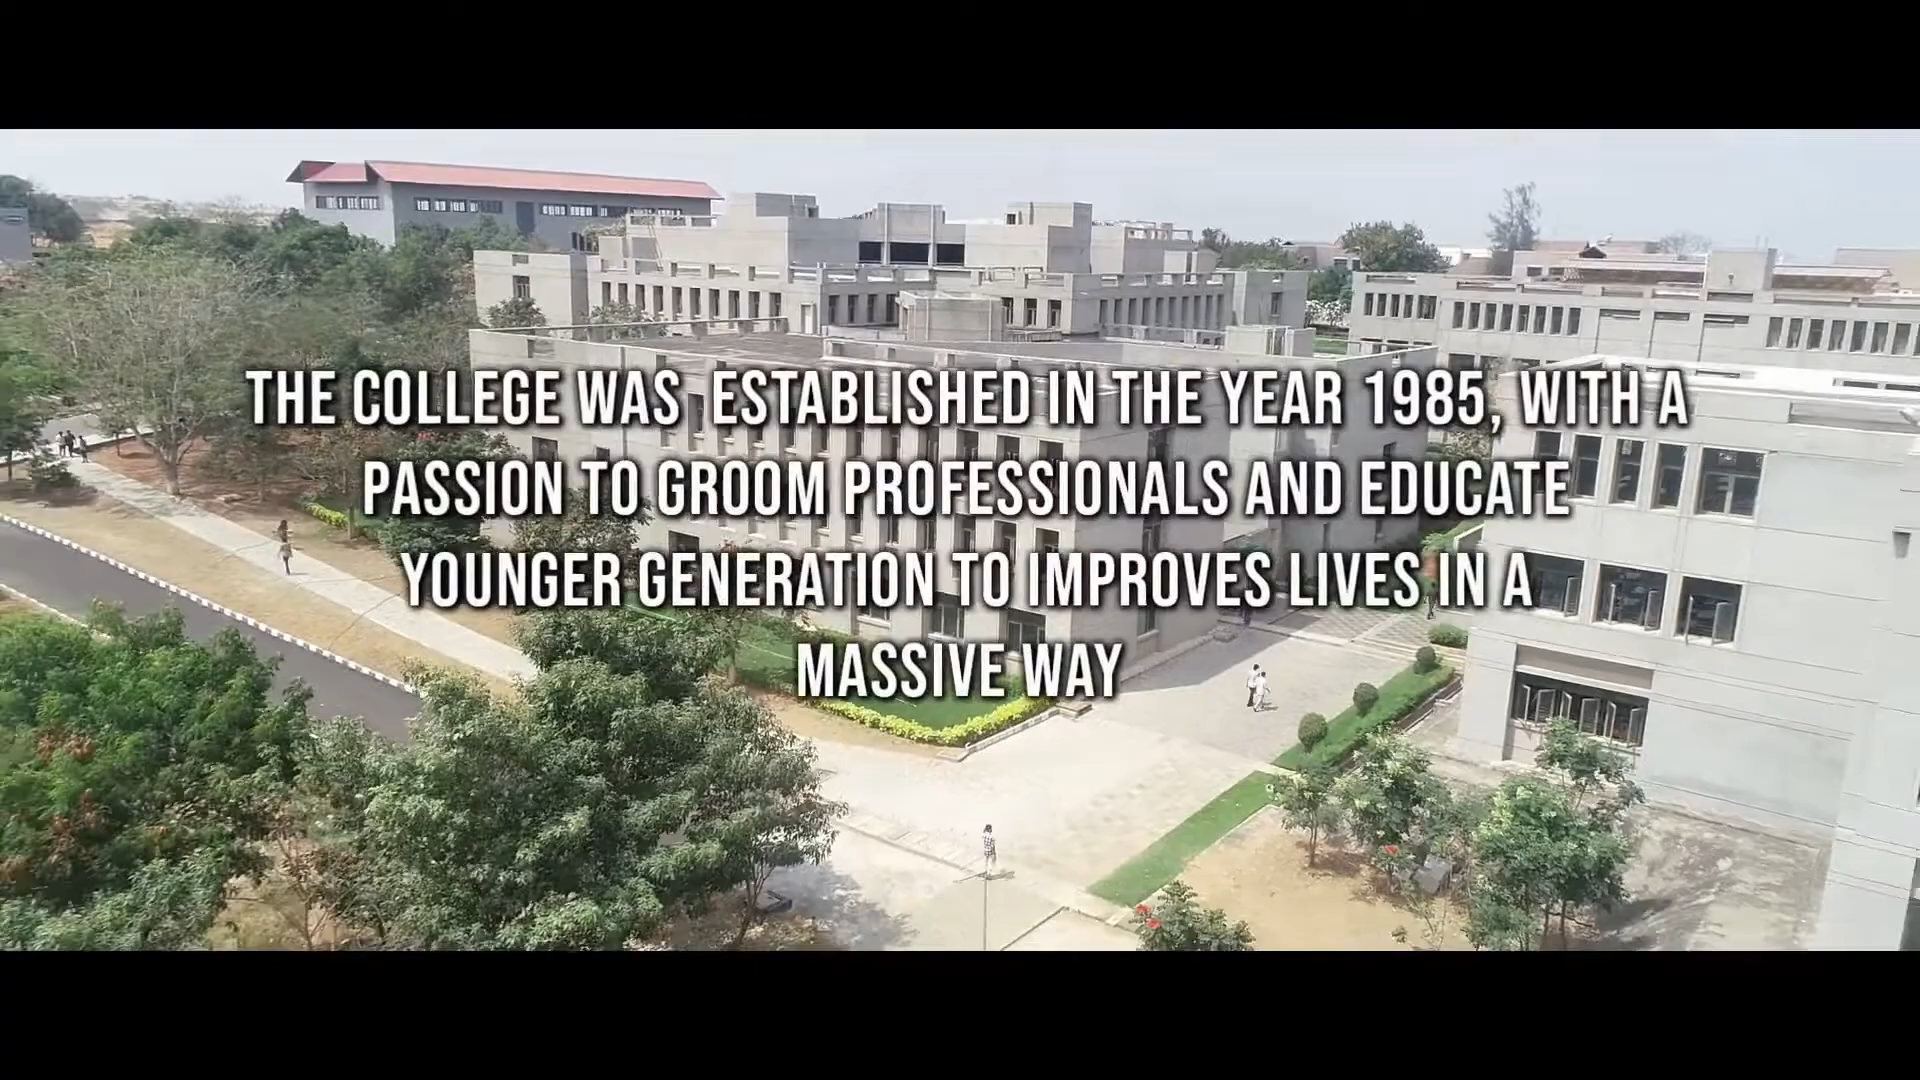 THE COLLEGE WAS  ESTABLISHED IN THE YEAR 1985, WITH A
PASSION TO GROOM PROFESSIONALS AND EDUCATE
YOUNGER GENERATION TO IMPROVES LIVES IN A
MASSIVE WAY